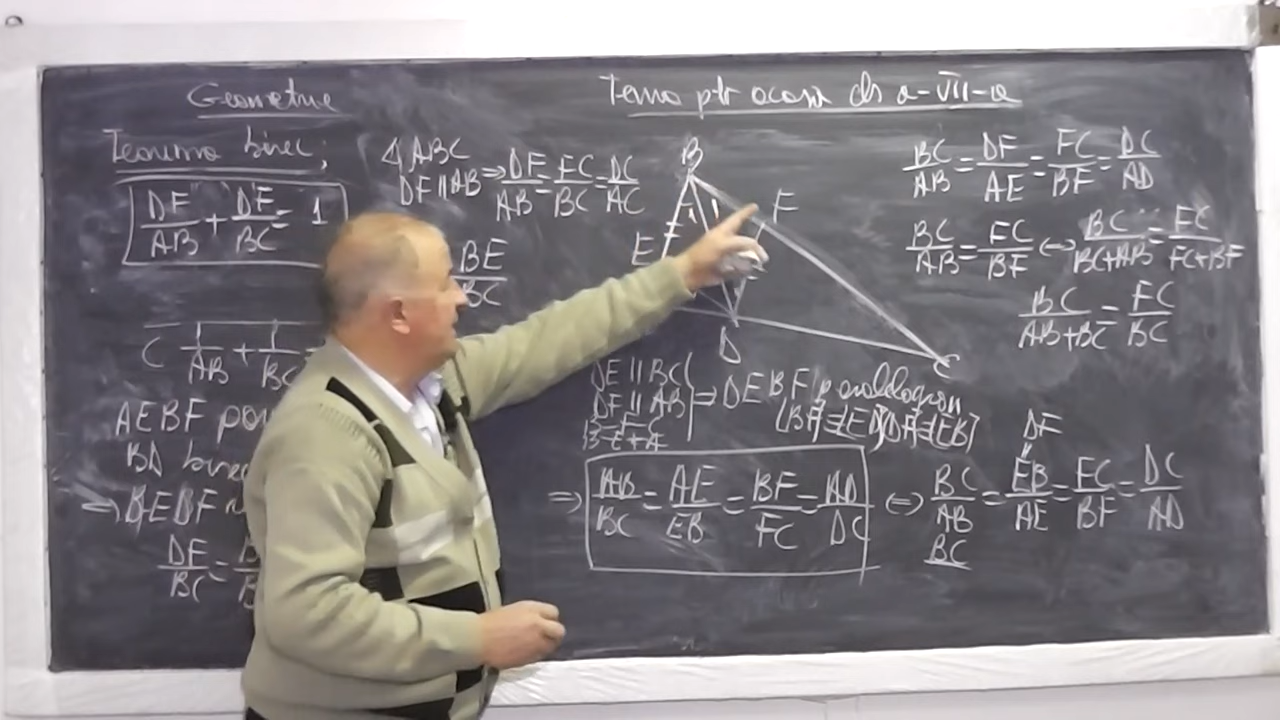 Geometrie
Teorema bisec;
DF/AB + DF/BC = 1
1/AB + 1/BC
AEBF
BD bisec
DEBF
DF/BC =
△ABC
DF ∥ AB ⇒ DF/AB = FC/BC = DC/AC
BE/BC
Tema ptr acasa cls a-VII-a
B
F
E
D
C
DE ∥ BC
DF ∥ AB
⇒ DEBF paralelogram
[BF] ≡ [ED] [DF] ≡ [EB]
⇒ AB/BC = AE/EB = BF/FC = AD/DC ⇔ BC/AB = EB/AE = FC/BF = DC/AD
DF
BC
BC/AB = DF/AE = FC/BF = DC/AD
BC/AB = FC/BF ⇔ BC/BC+AB = FC/FC+BF
BC/AB+BC = FC/BC